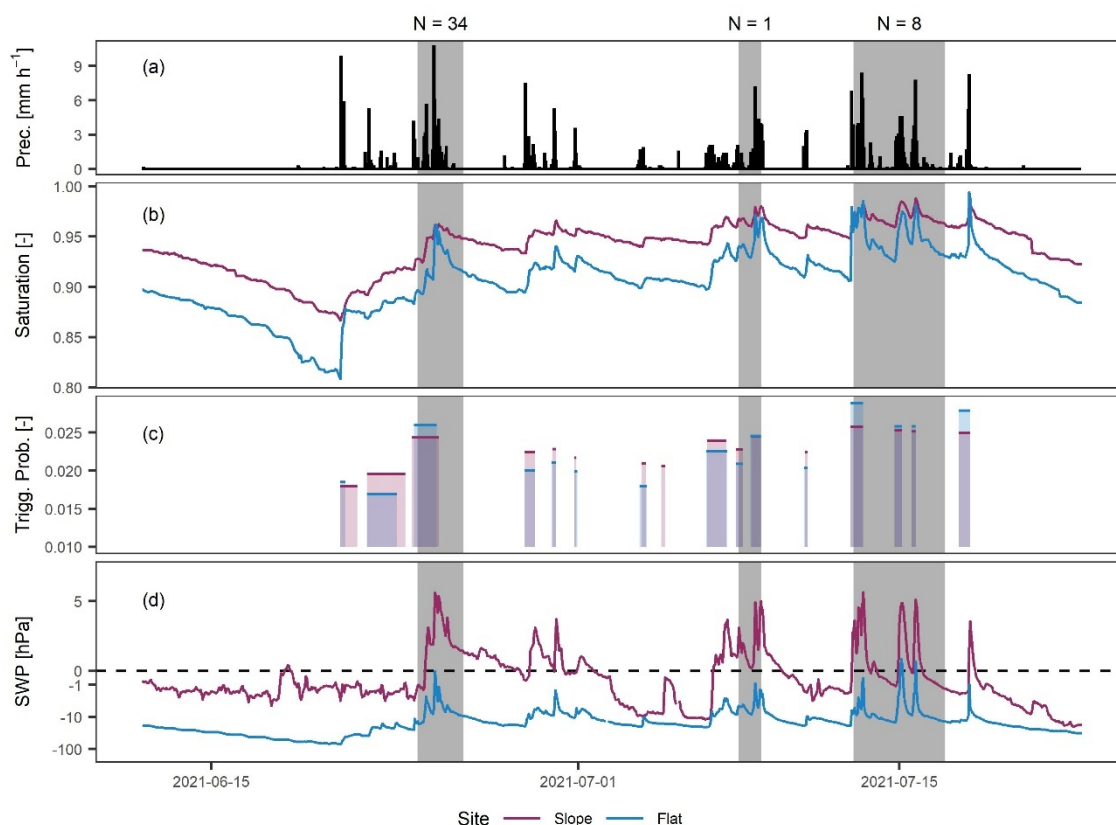 N = 34 N = 1 N = 8
(a)
Prec. [mm h⁻¹]
9
6
3
0
(b)
Saturation [-]
1.00
0.95
0.90
0.85
0.80
(c)
Trigg. Prob. [-]
0.025
0.020
0.015
0.010
(d)
SWP [hPa]
5
0
-1
-10
-100
2021-06-15 2021-07-01 2021-07-15
Site Slope Flat